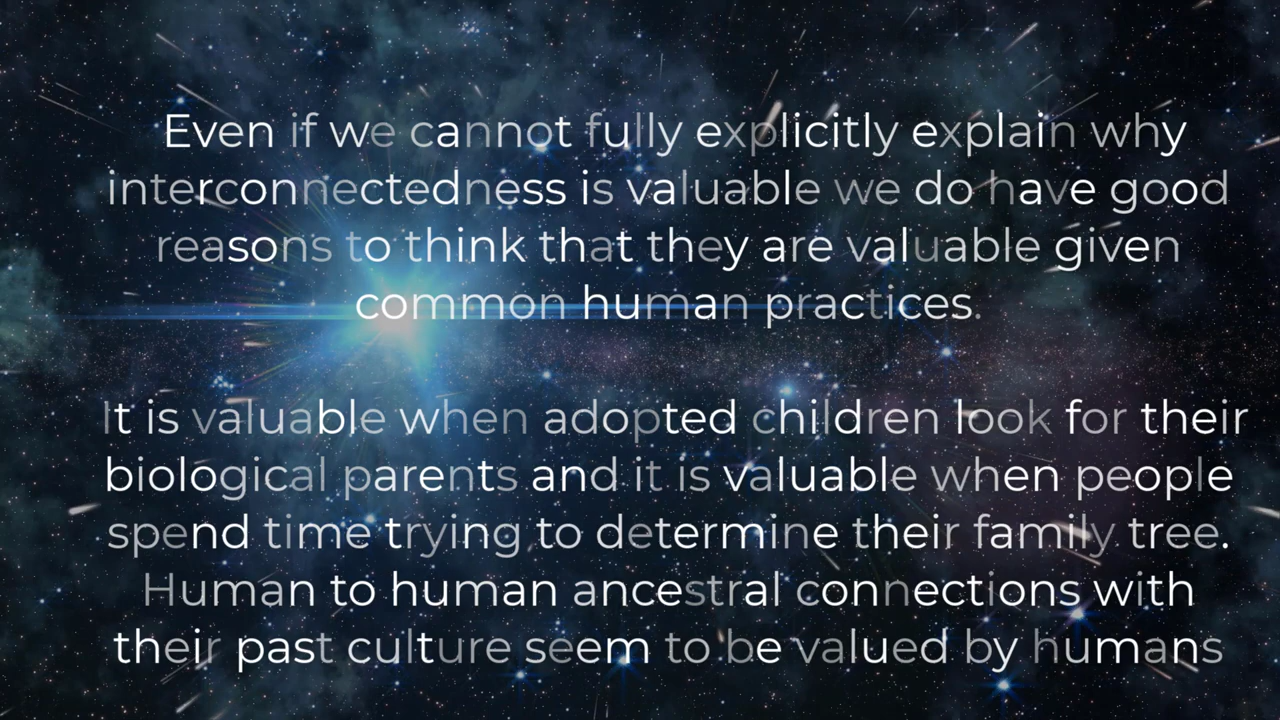 Even if we cannot fully explicitly explain why
interconnectedness is valuable we do have good
reasons to think that they are valuable given
common human practices.
It is valuable when adopted children look for their
biological parents and it is valuable when people
spend time trying to determine their family tree.
Human to human ancestral connections with
their past culture seem to be valued by humans